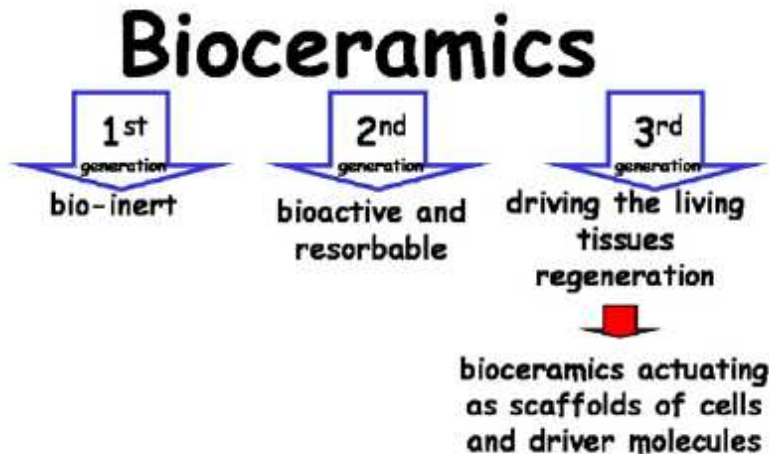 Bioceramics
1st
generation
bio-inert
2nd
generation
bioactive and
resorbable
3rd
generation
driving the living
tissues
regeneration
bioceramics actuating
as scaffolds of cells
and driver molecules